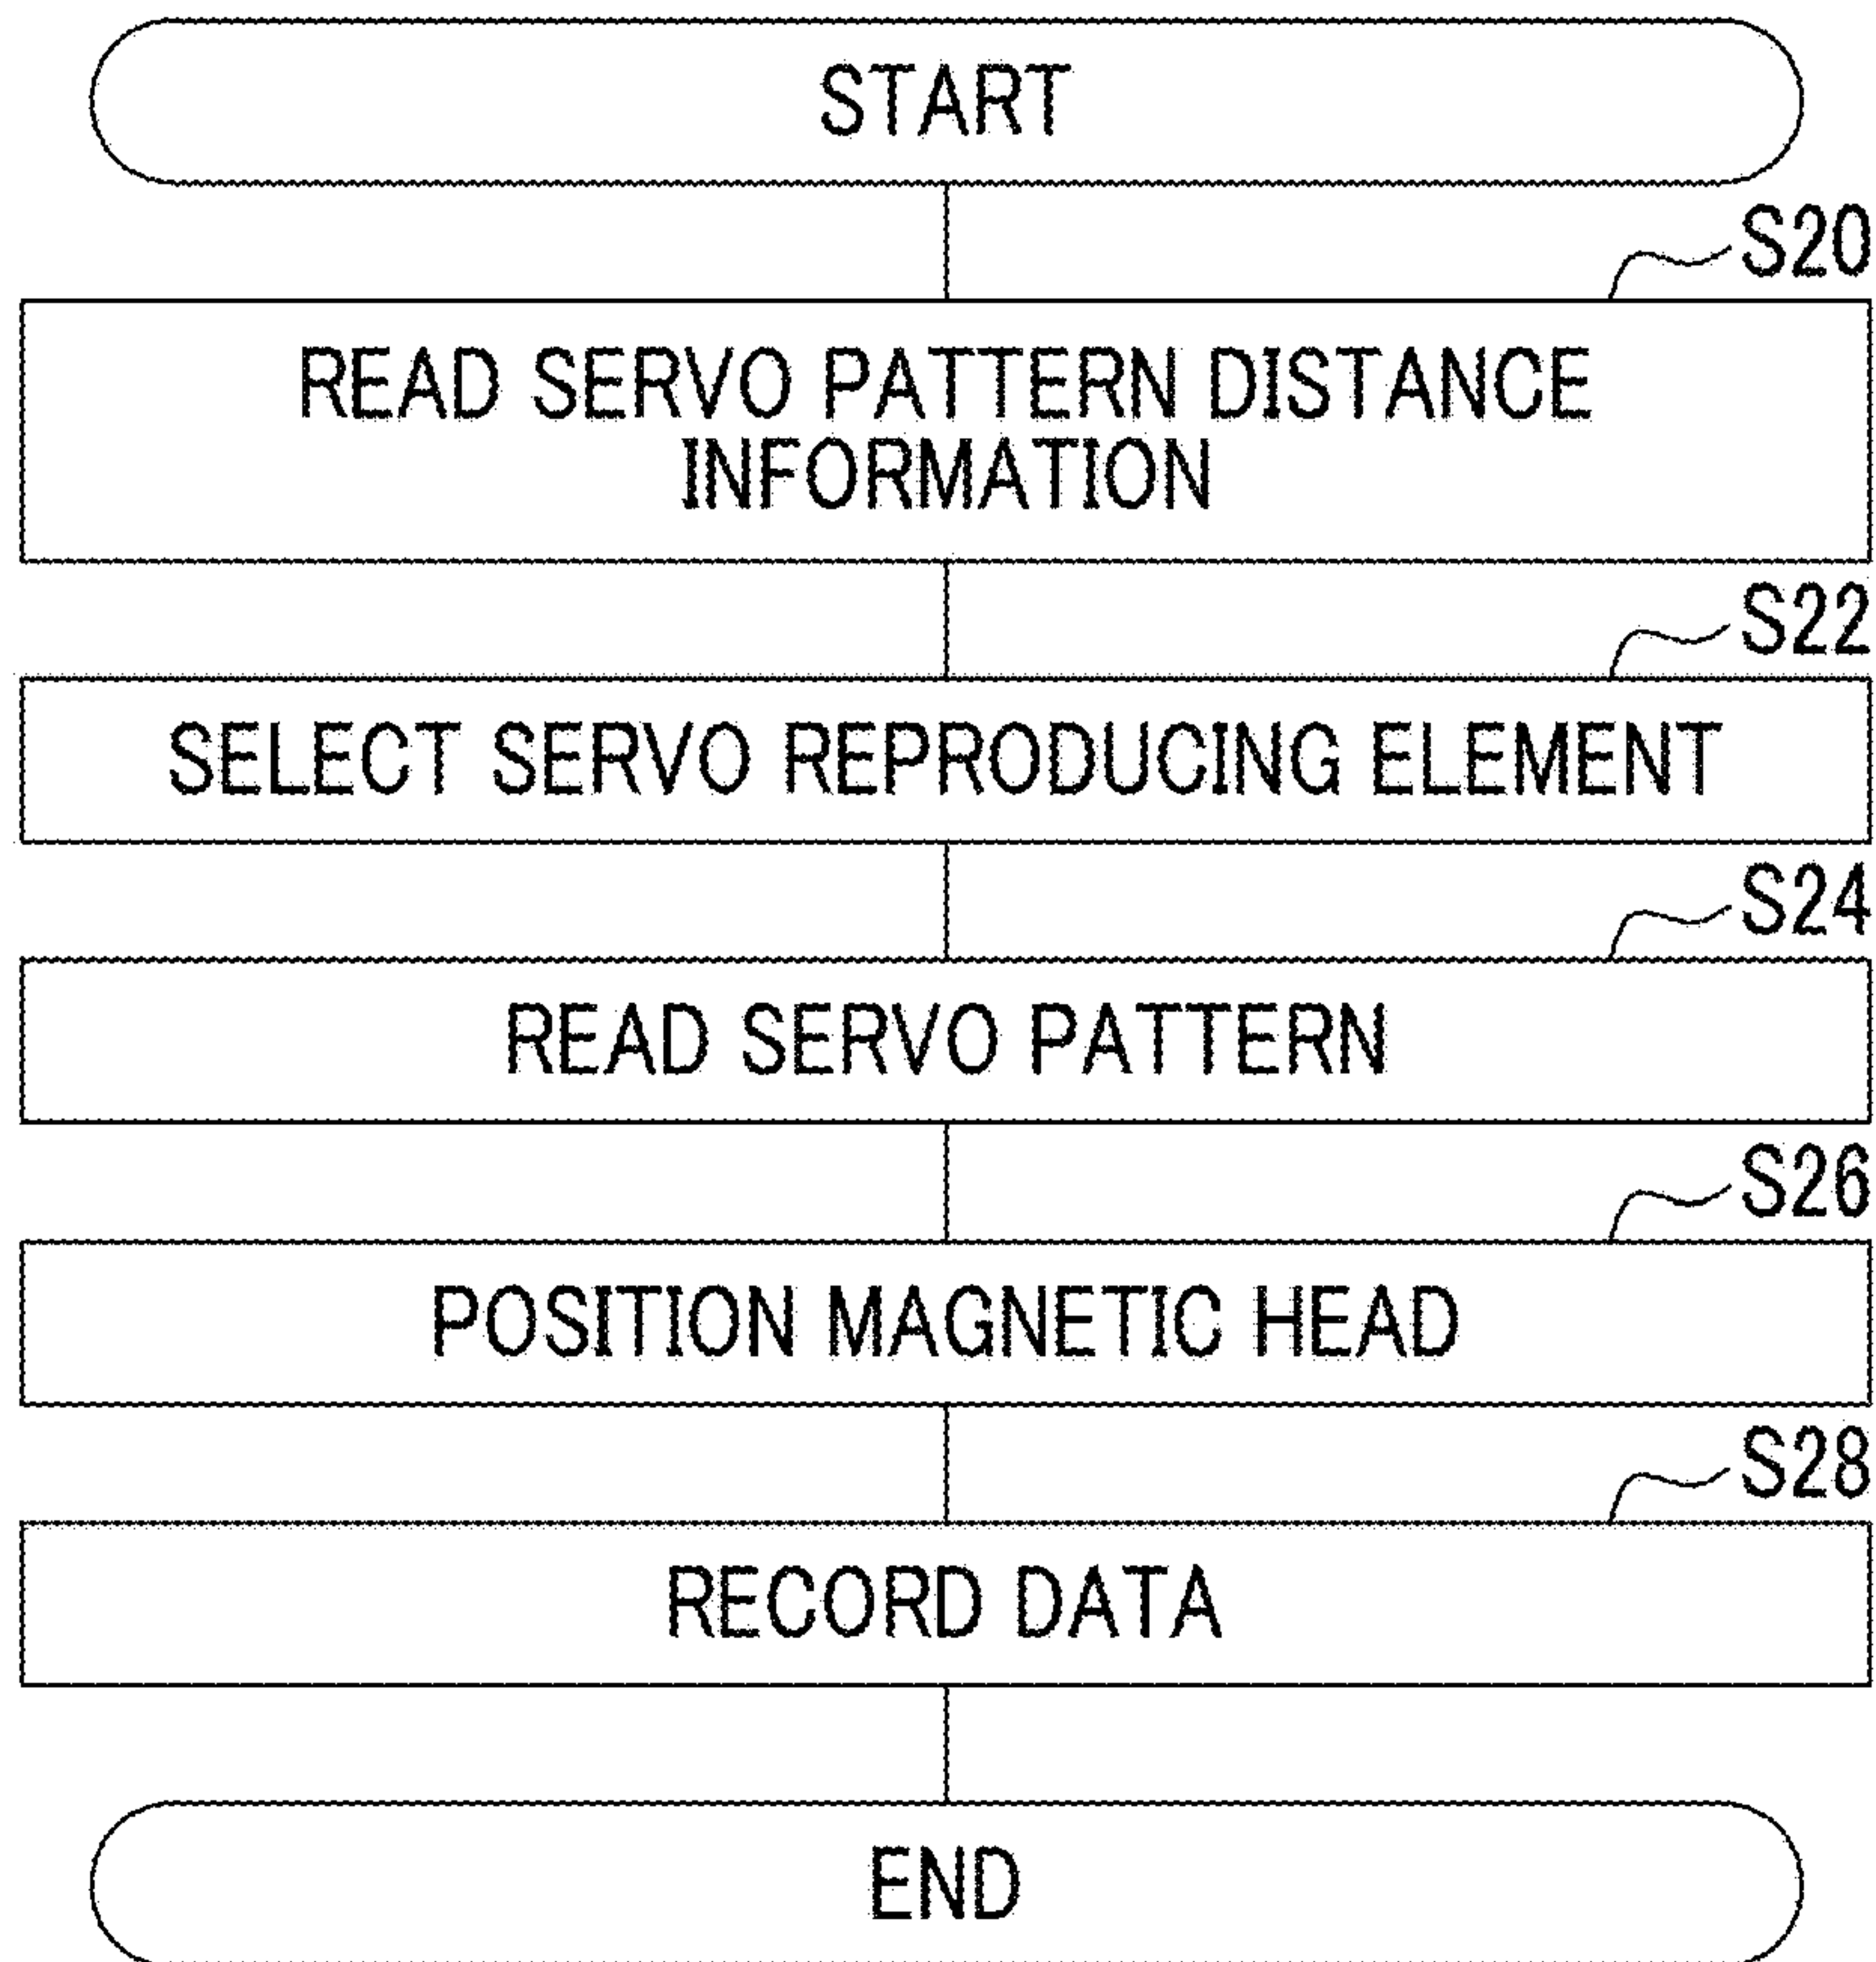 START
S20
READ SERVO PATTERN DISTANCE
INFORMATION
S22
SELECT SERVO REPRODUCING ELEMENT
S24
READ SERVO PATTERN
S26
POSITION MAGNETIC HEAD
S28
RECORD DATA
END